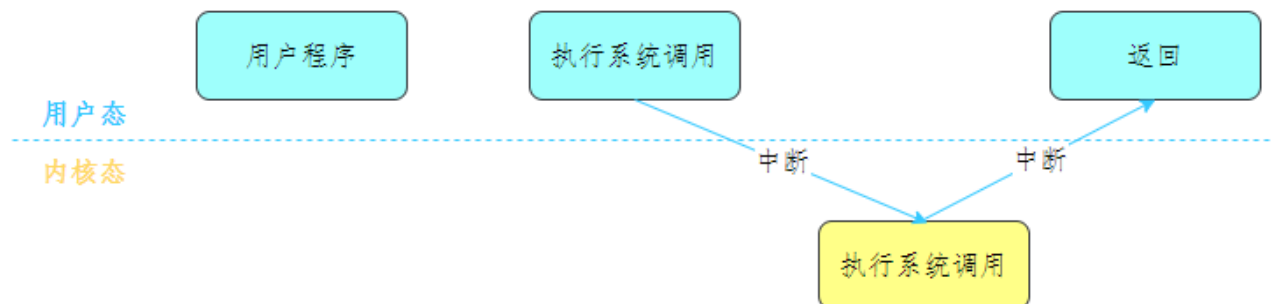 用户程序
执行系统调用
返回
用户态
内核态
中断
中断
执行系统调用